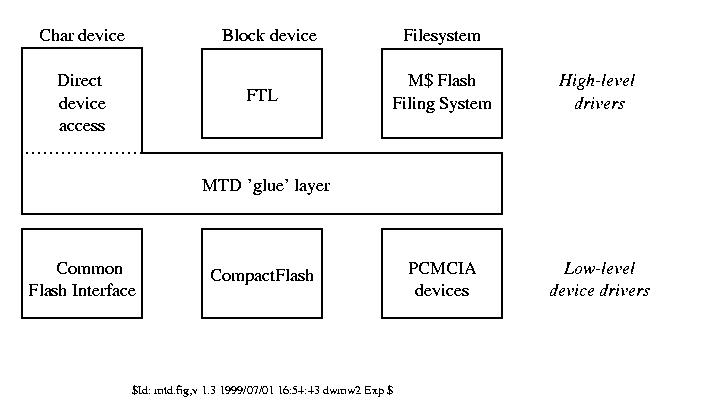 Char device
Block device
Filesystem
Direct
device
access
FTL
M$ Flash
Filing System
High-level
drivers
MTD 'glue' layer
Common
Flash Interface
CompactFlash
PCMCIA
devices
Low-level
device drivers
$Id: mtd.fig,v 1.3 1999/07/01 16:54:43 dwmw2 Exp $